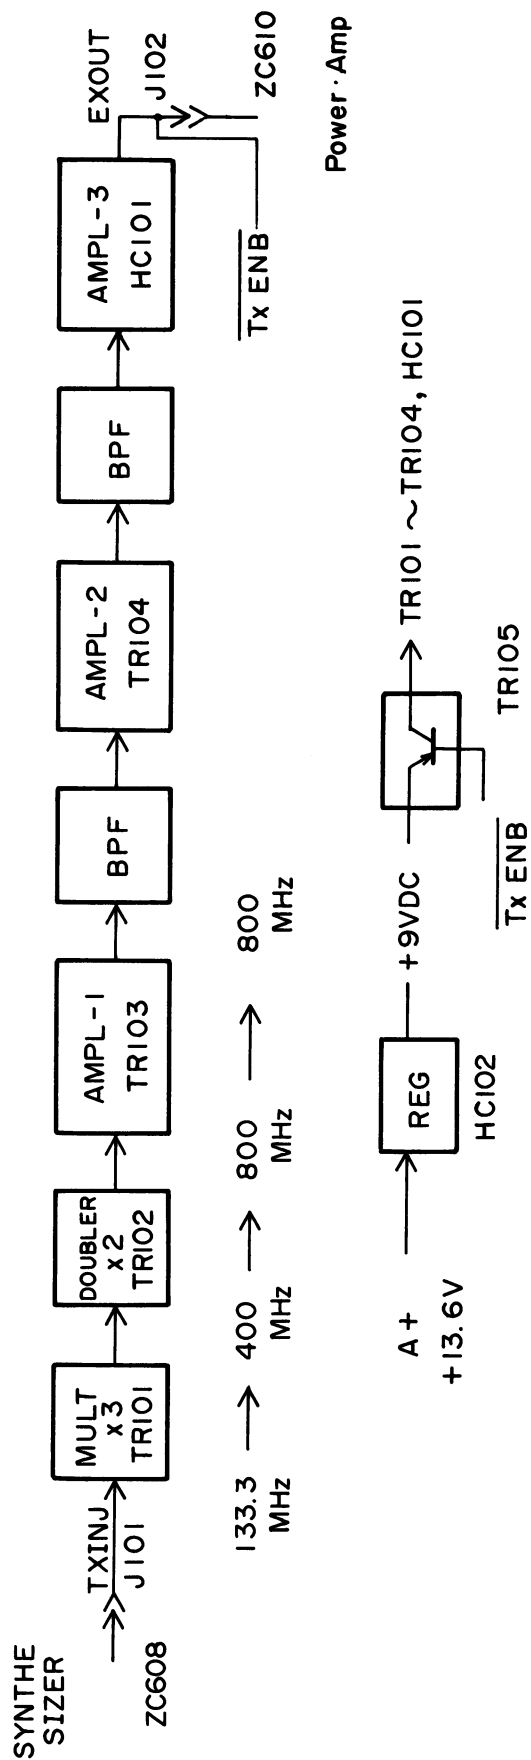 SYNTHE
SIZER
ZC608
TXINJ
J101
MULT
x3
TR101
DOUBLER
x2
TR102
AMPL-1
TR103
BPF
AMPL-2
TR104
BPF
AMPL-3
HC101
EXOUT
J102
ZC610
Power·Amp
Tx ENB
133.3
MHz
400
MHz
800
MHz
800
MHz
A+
+13.6V
REG
HC102
+9VDC
Tx ENB
TR105
TR101～TR104, HC101